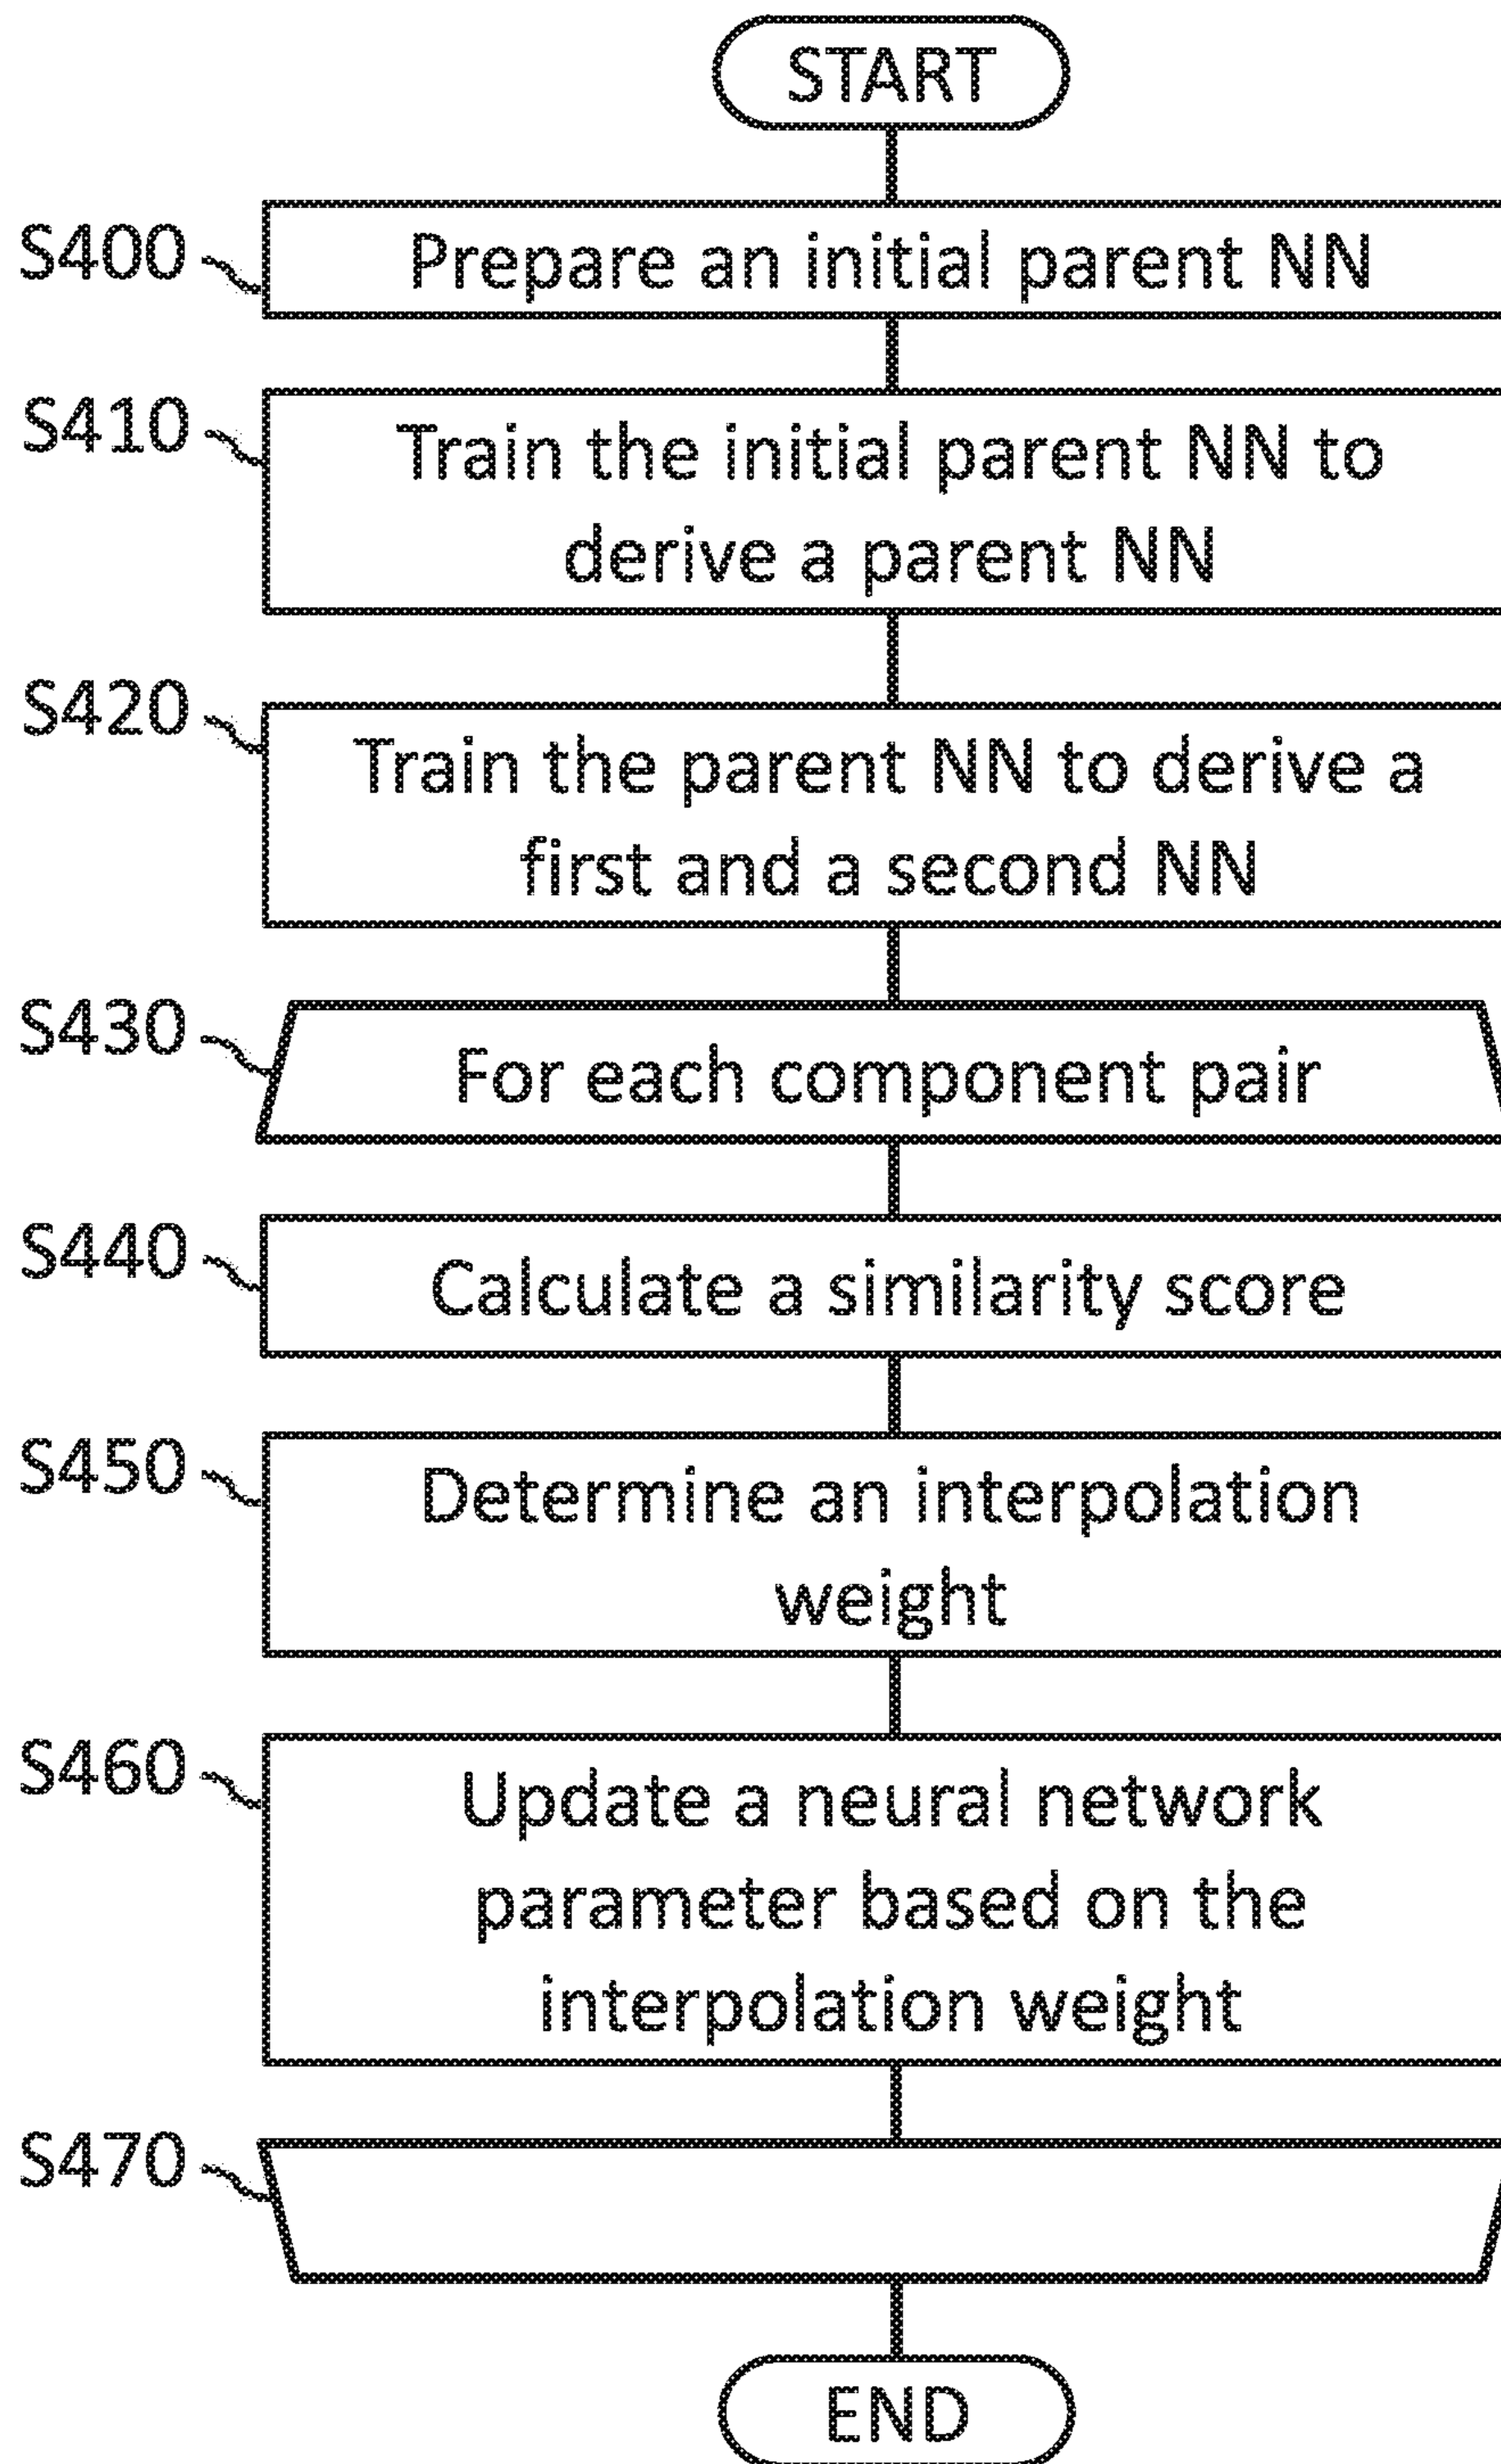 START
S400
Prepare an initial parent NN
S410
Train the initial parent NN to
derive a parent NN
S420
Train the parent NN to derive a
first and a second NN
S430
For each component pair
S440
Calculate a similarity score
S450
Determine an interpolation
weight
S460
Update a neural network
parameter based on the
interpolation weight
S470
END